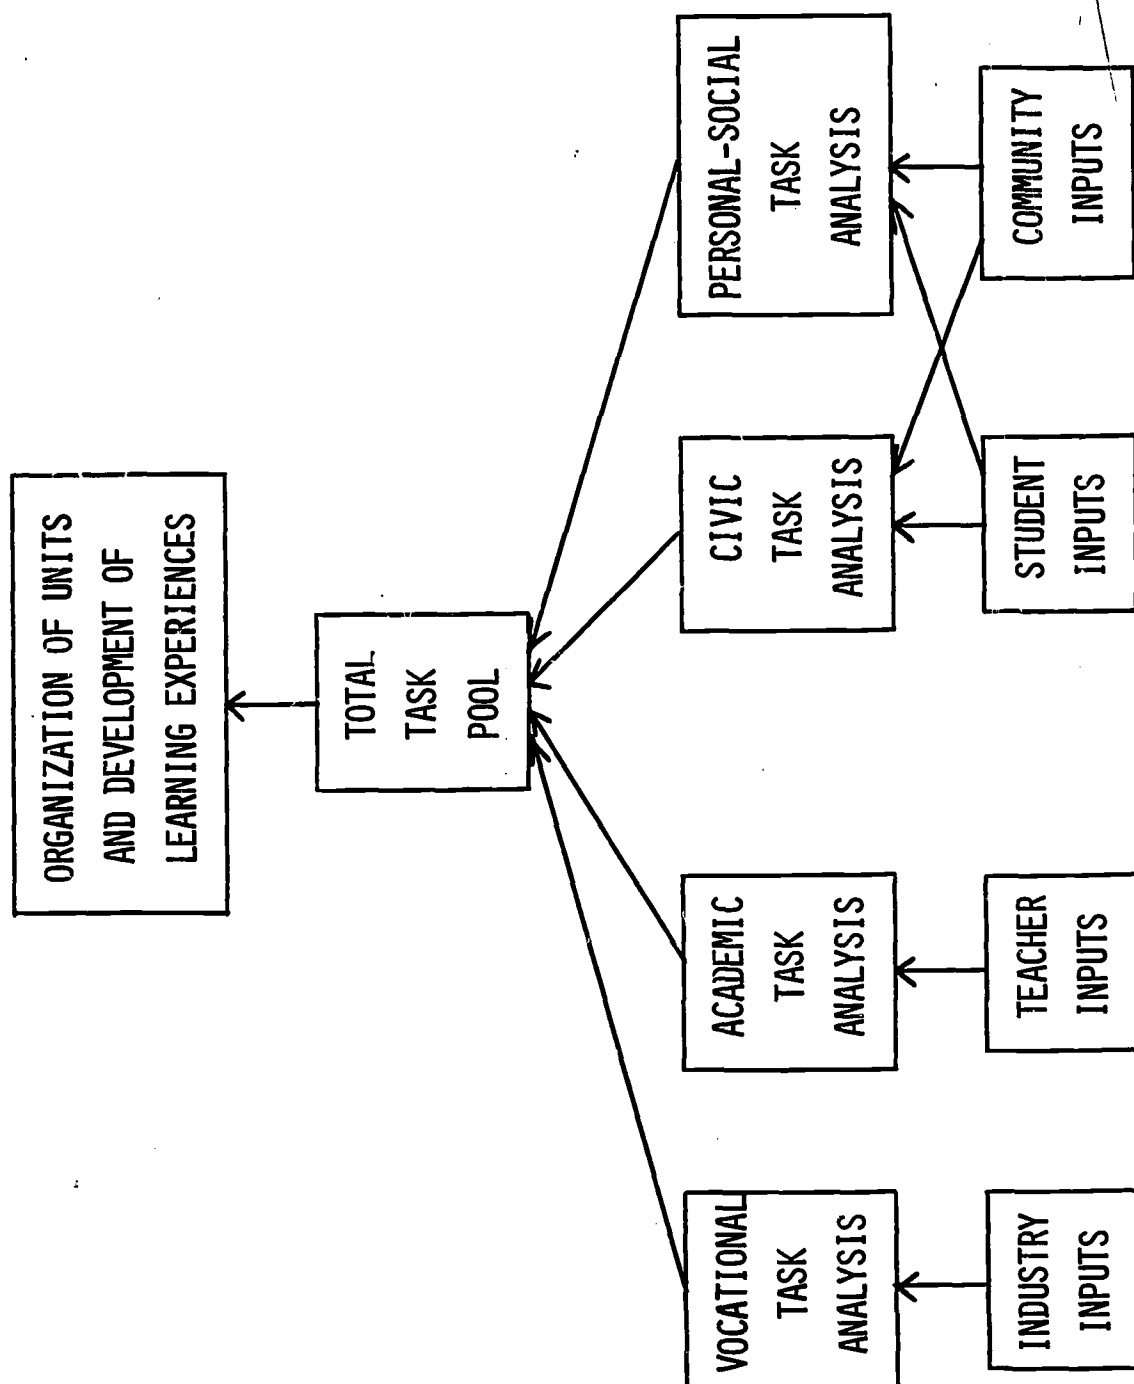 ORGANIZATION OF UNITS
AND DEVELOPMENT OF
LEARNING EXPERIENCES
TOTAL
TASK
POOL
VOCATIONAL
TASK
ANALYSIS
ACADEMIC
TASK
ANALYSIS
CIVIC
TASK
ANALYSIS
PERSONAL-SOCIAL
TASK
ANALYSIS
INDUSTRY
INPUTS
TEACHER
INPUTS
STUDENT
INPUTS
COMMUNITY
INPUTS